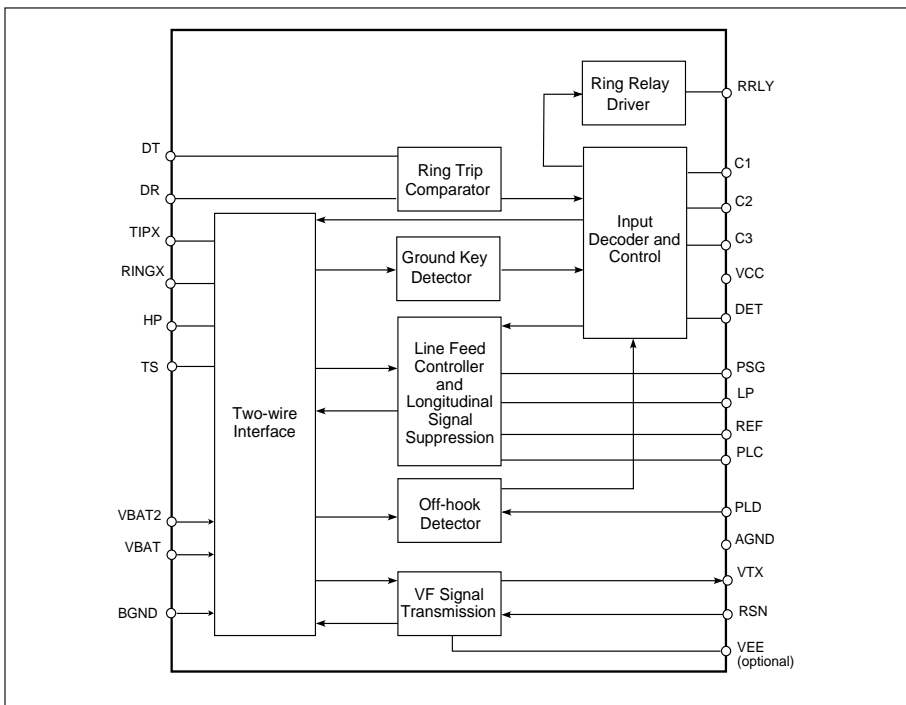 Ring Relay
Driver
RRLY
DT
DR
TIPX
RINGX
HP
TS
VBAT2
VBAT
BGND
Ring Trip
Comparator
Ground Key
Detector
Two-wire
Interface
Line Feed
Controller
and
Longitudinal
Signal
Suppression
Off-hook
Detector
VF Signal
Transmission
Input
Decoder and
Control
C1
C2
C3
VCC
DET
PSG
LP
REF
PLC
PLD
AGND
VTX
RSN
VEE
(optional)